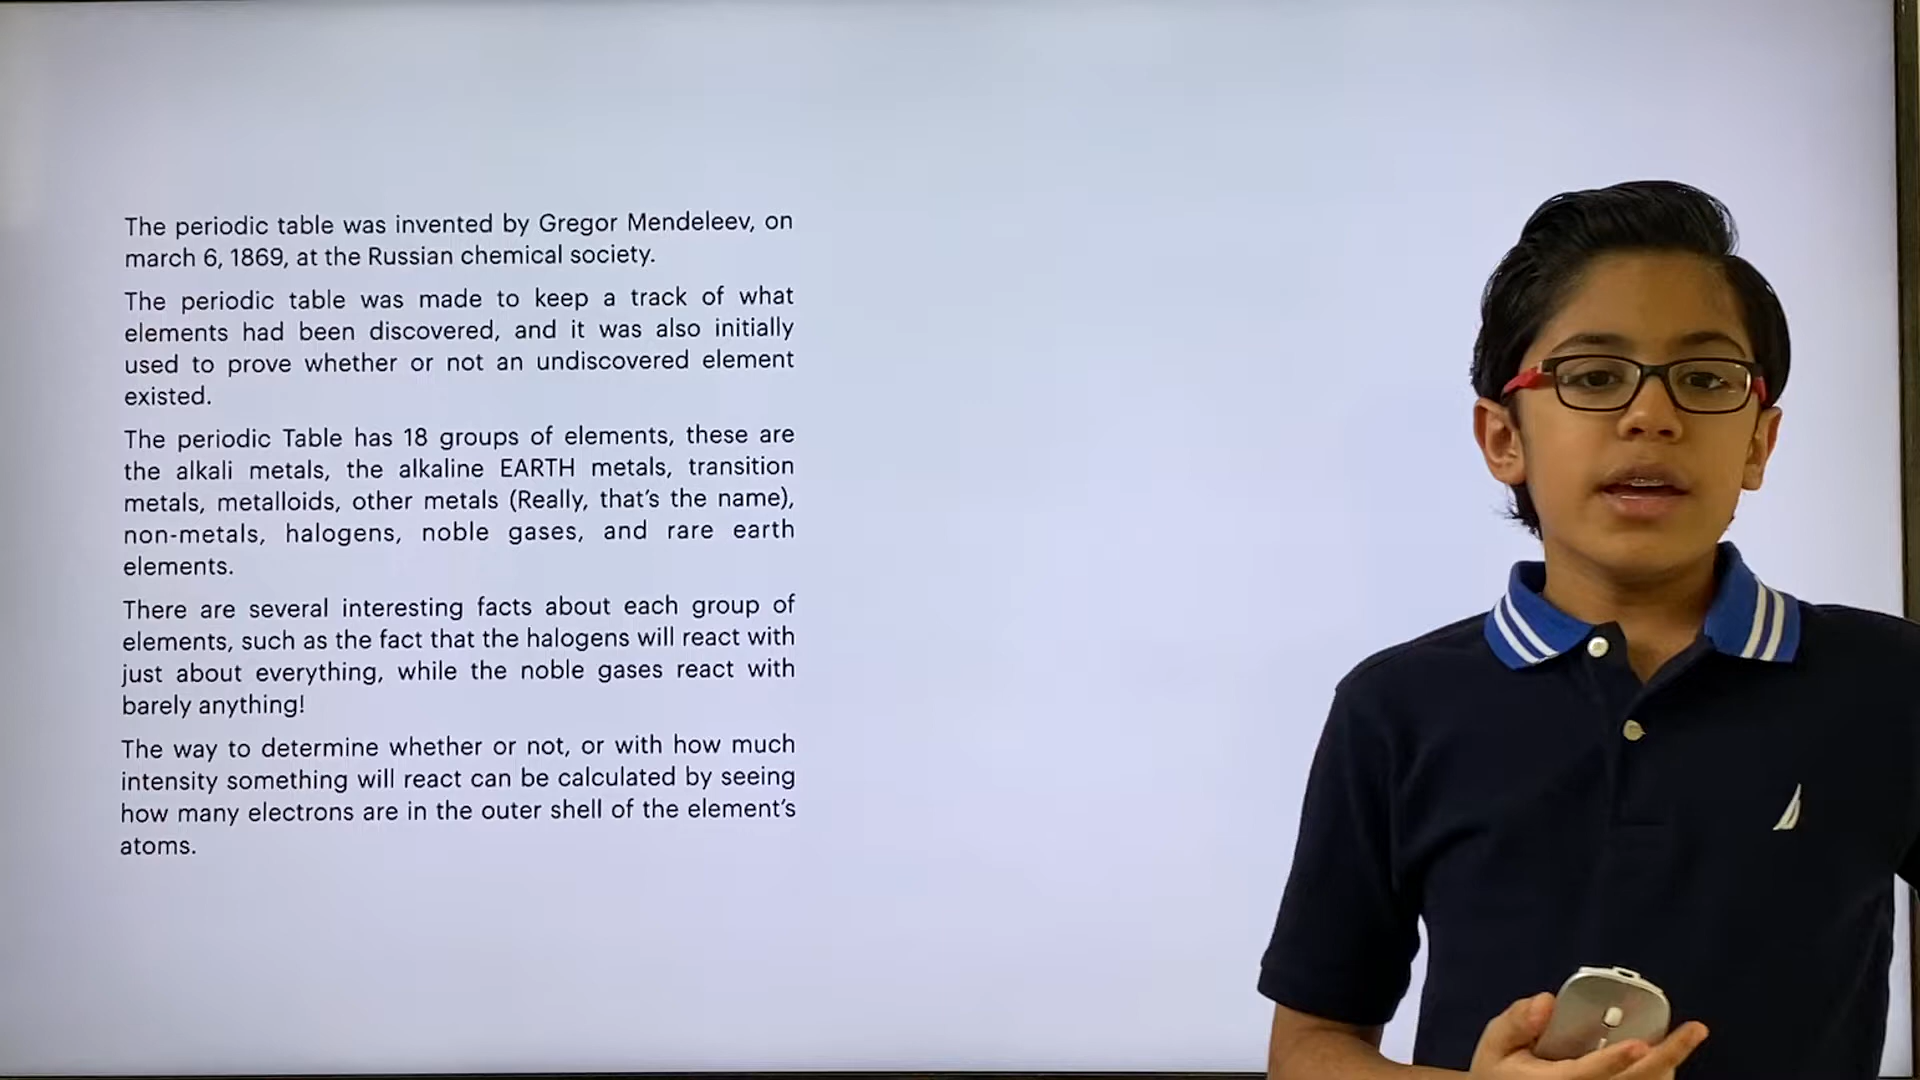 The periodic table was invented by Gregor Mendeleev, on
march 6, 1869, at the Russian chemical society.
The periodic table was made to keep a track of what
elements had been discovered, and it was also initially
used to prove whether or not an undiscovered element
existed.
The periodic Table has 18 groups of elements, these are
the alkali metals, the alkaline EARTH metals, transition
metals, metalloids, other metals (Really, that's the name),
non-metals, halogens, noble gases, and rare earth
elements.
There are several interesting facts about each group of
elements, such as the fact that the halogens will react with
just about everything, while the noble gases react with
barely anything!
The way to determine whether or not, or with how much
intensity something will react can be calculated by seeing
how many electrons are in the outer shell of the element's
atoms.